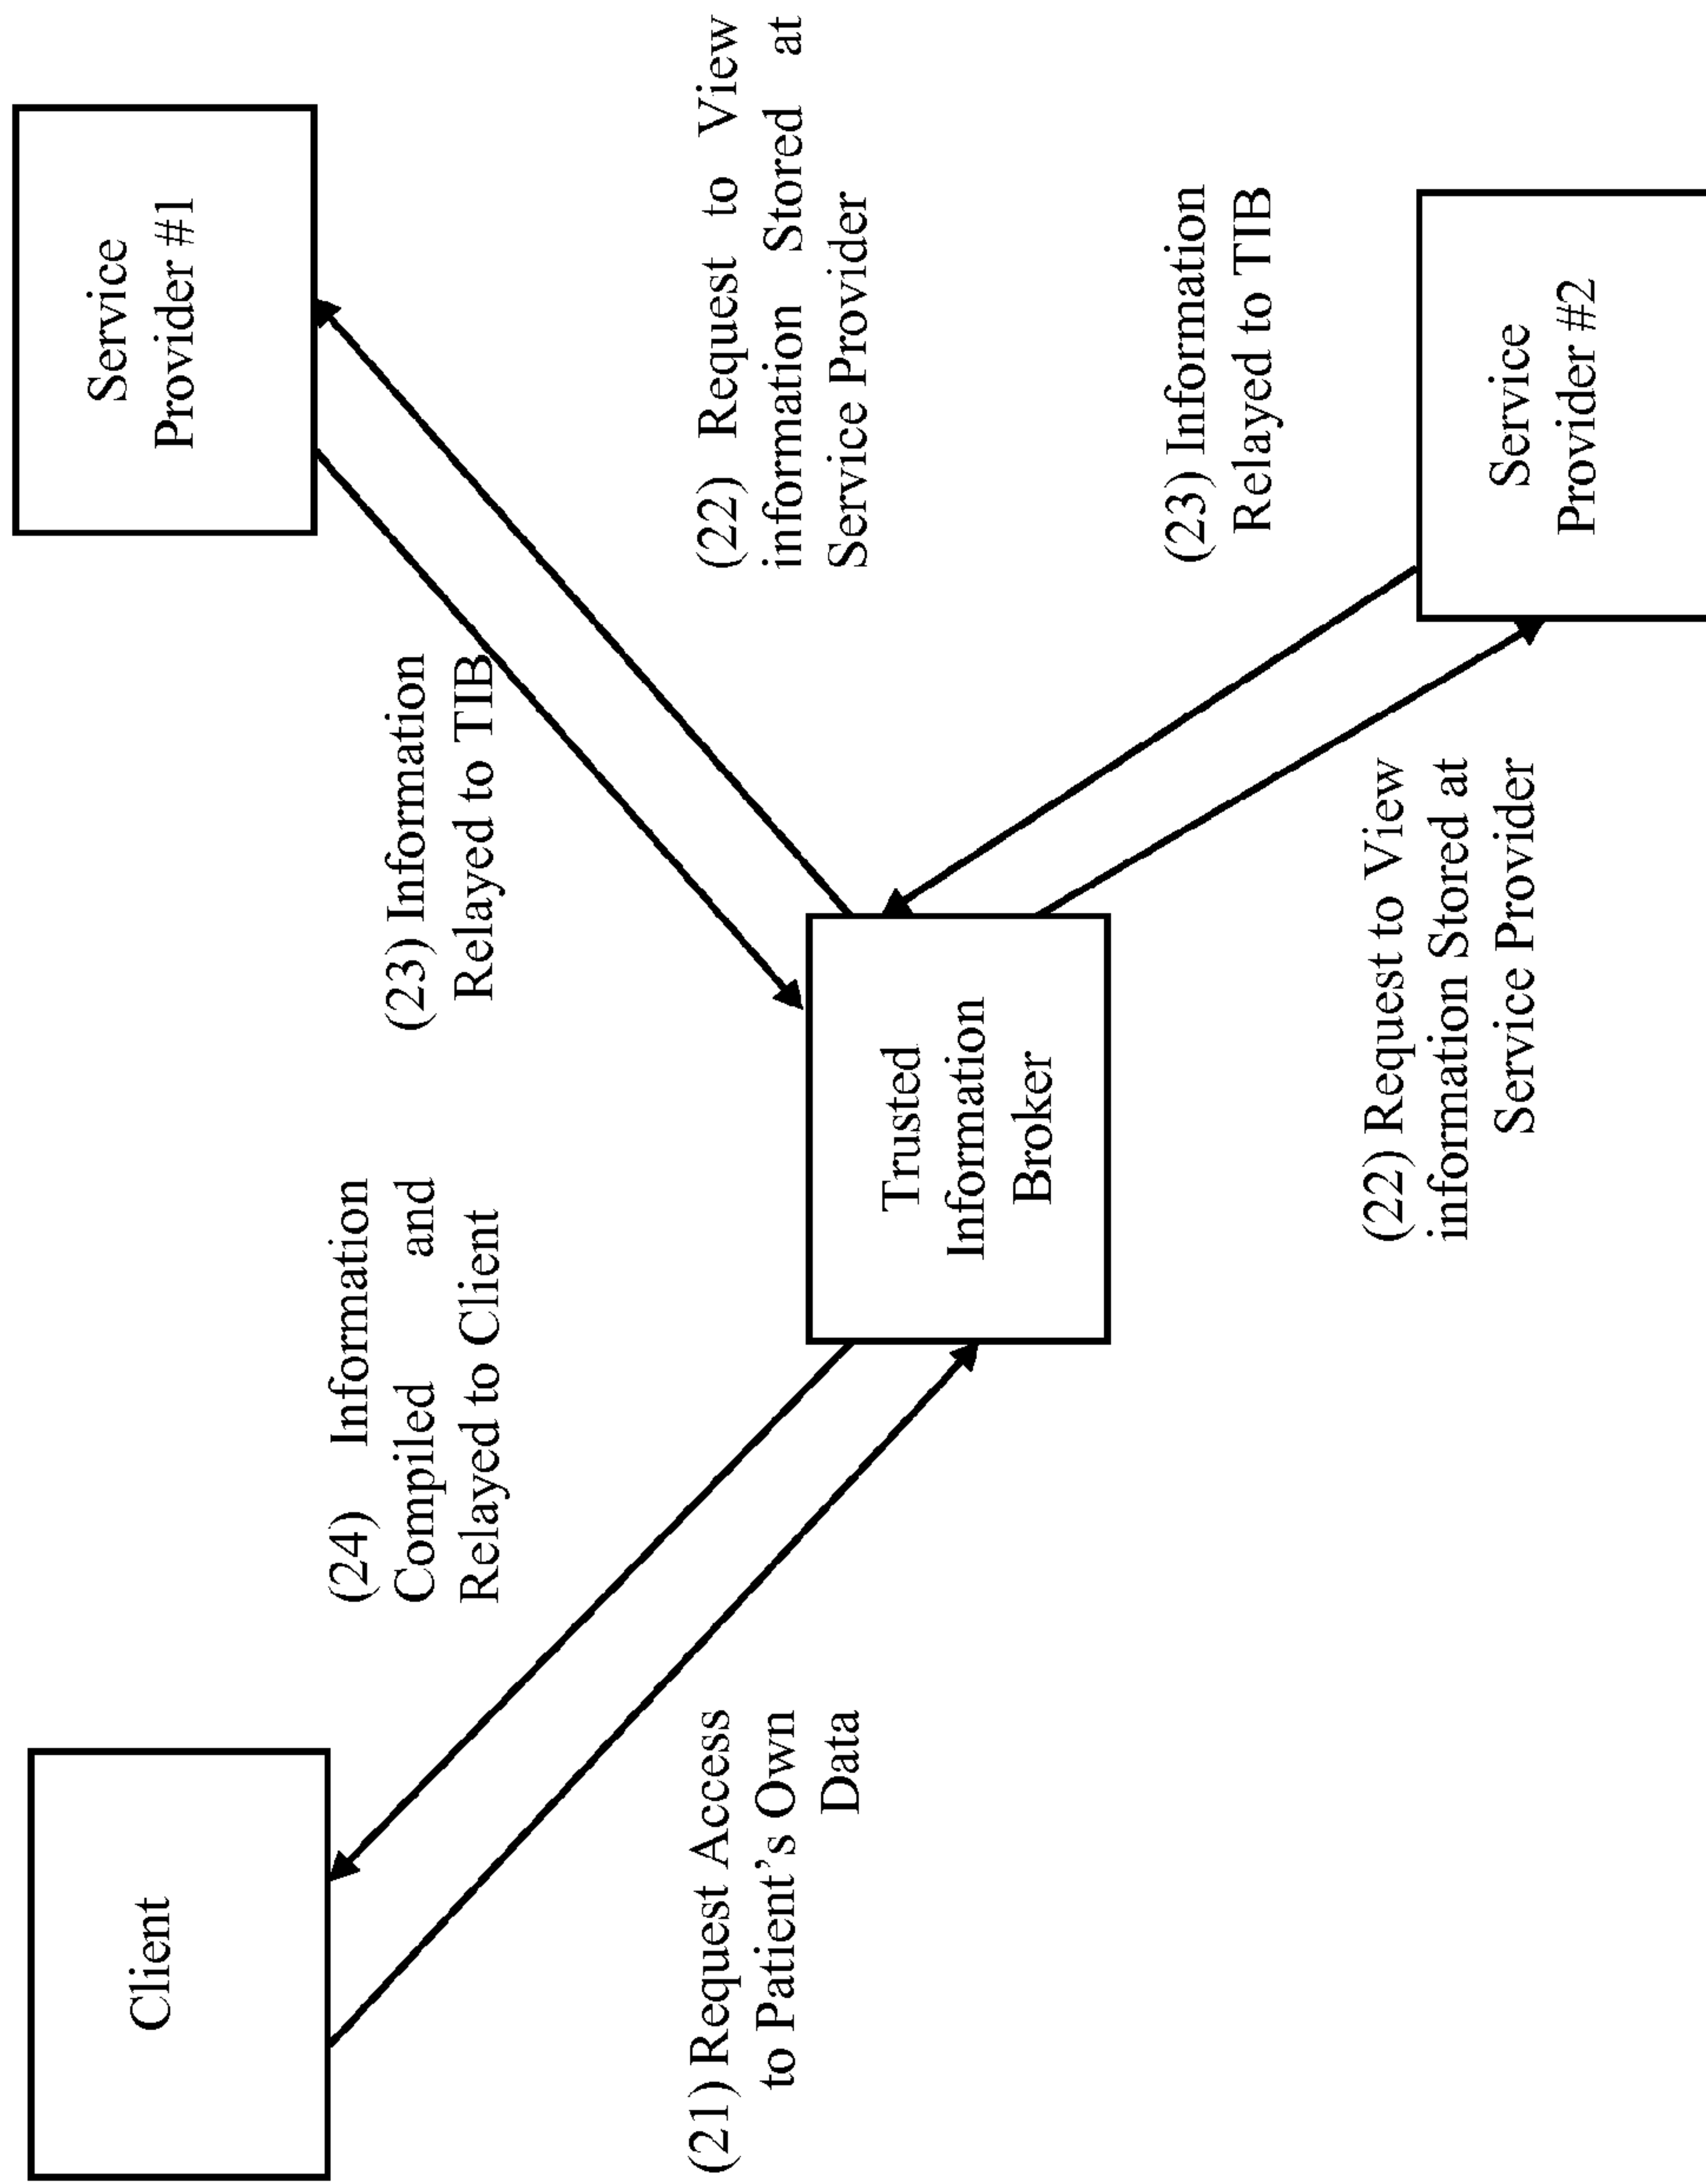 Client
(24) Information
Compiled and
Relayed to Client
(21) Request Access
to Patient's Own
Data
Trusted
Information
Broker
(23) Information
Relayed to TIB
Service
Provider #1
(22) Request to View
information Stored at
Service Provider
(23) Information
Relayed to TIB
(22) Request to View
information Stored at
Service Provider
Service
Provider #2